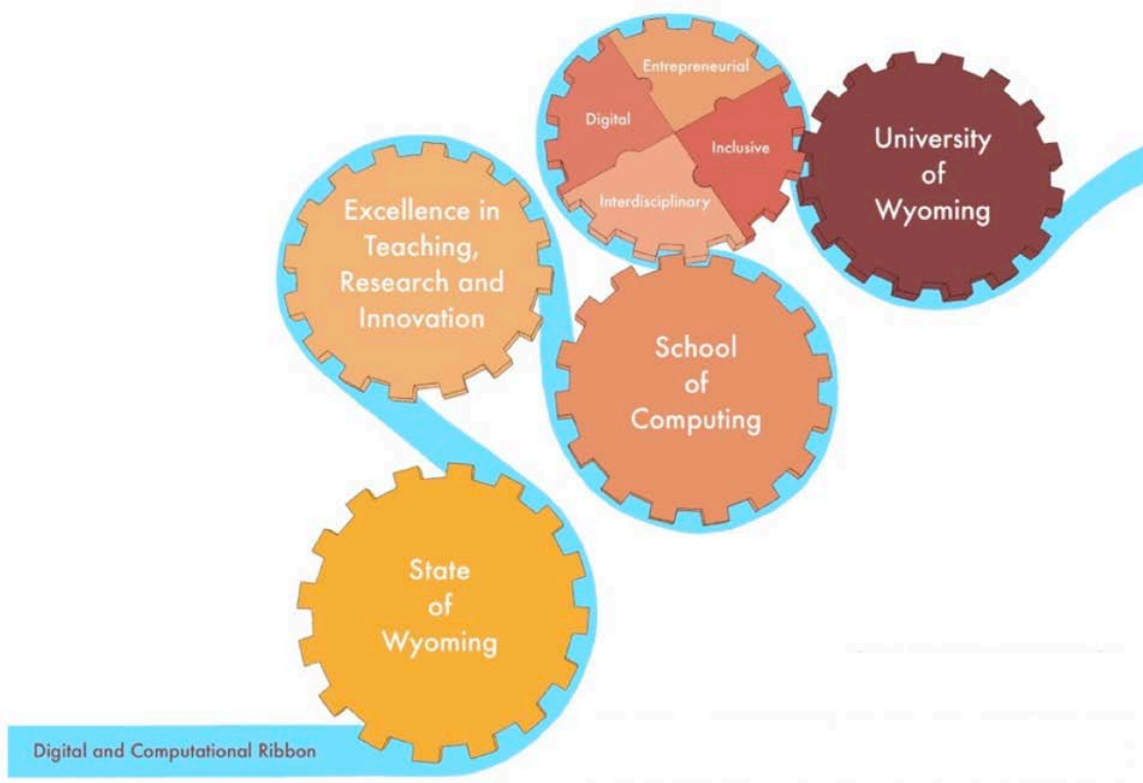 Entrepreneurial
Digital
Inclusive
Interdisciplinary
University
of
Wyoming
Excellence in
Teaching,
Research and
Innovation
School
of
Computing
State
of
Wyoming
Digital and Computational Ribbon